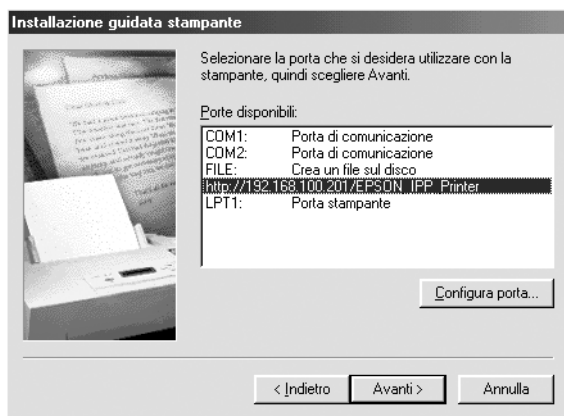 Installazione guidata stampante
Selezionare la porta che si desidera utilizzare con la
stampante, quindi scegliere Avanti.
Porte disponibili:
COM1: Porta di comunicazione
COM2: Porta di comunicazione
FILE: Crea un file sul disco
http://192.168.100.201/EPSON_IPP_Printer
LPT1: Porta stampante
Configura porta...
< Indietro
Avanti >
Annulla